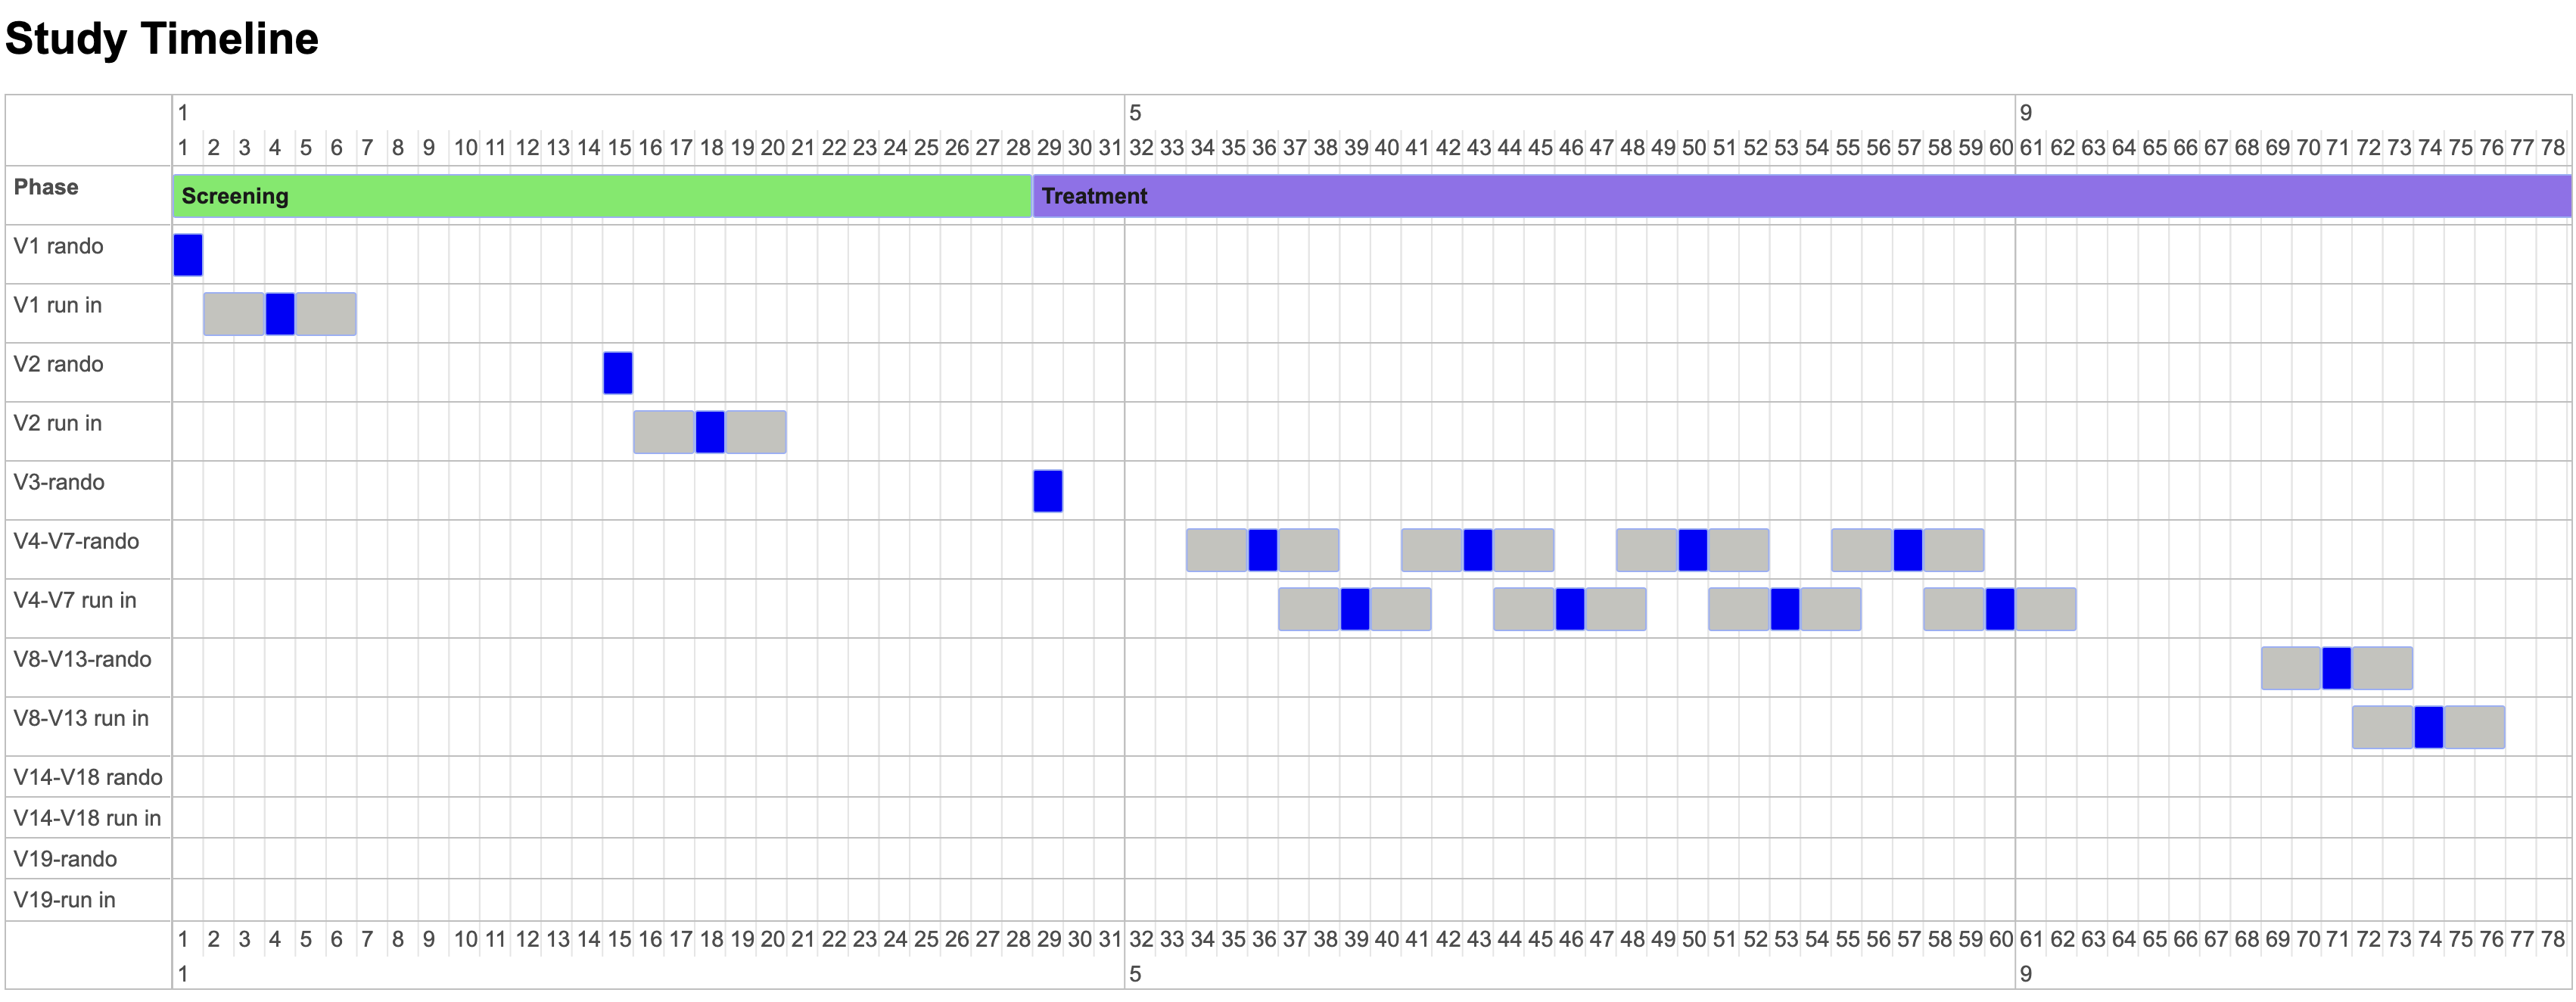 Study Timeline
1 5 9
1 2 3 4 5 6 7 8 9 10 11 12 13 14 15 16 17 18 19 20 21 22 23 24 25 26 27 28 29 30 31 32 33 34 35 36 37 38 39 40 41 42 43 44 45 46 47 48 49 50 51 52 53 54 55 56 57 58 59 60 61 62 63 64 65 66 67 68 69 70 71 72 73 74 75 76 77 78
Phase Screening Treatment
V1 rando
V1 run in
V2 rando
V2 run in
V3-rando
V4-V7-rando
V4-V7 run in
V8-V13-rando
V8-V13 run in
V14-V18 rando
V14-V18 run in
V19-rando
V19-run in
1 2 3 4 5 6 7 8 9 10 11 12 13 14 15 16 17 18 19 20 21 22 23 24 25 26 27 28 29 30 31 32 33 34 35 36 37 38 39 40 41 42 43 44 45 46 47 48 49 50 51 52 53 54 55 56 57 58 59 60 61 62 63 64 65 66 67 68 69 70 71 72 73 74 75 76 77 78
1 5 9